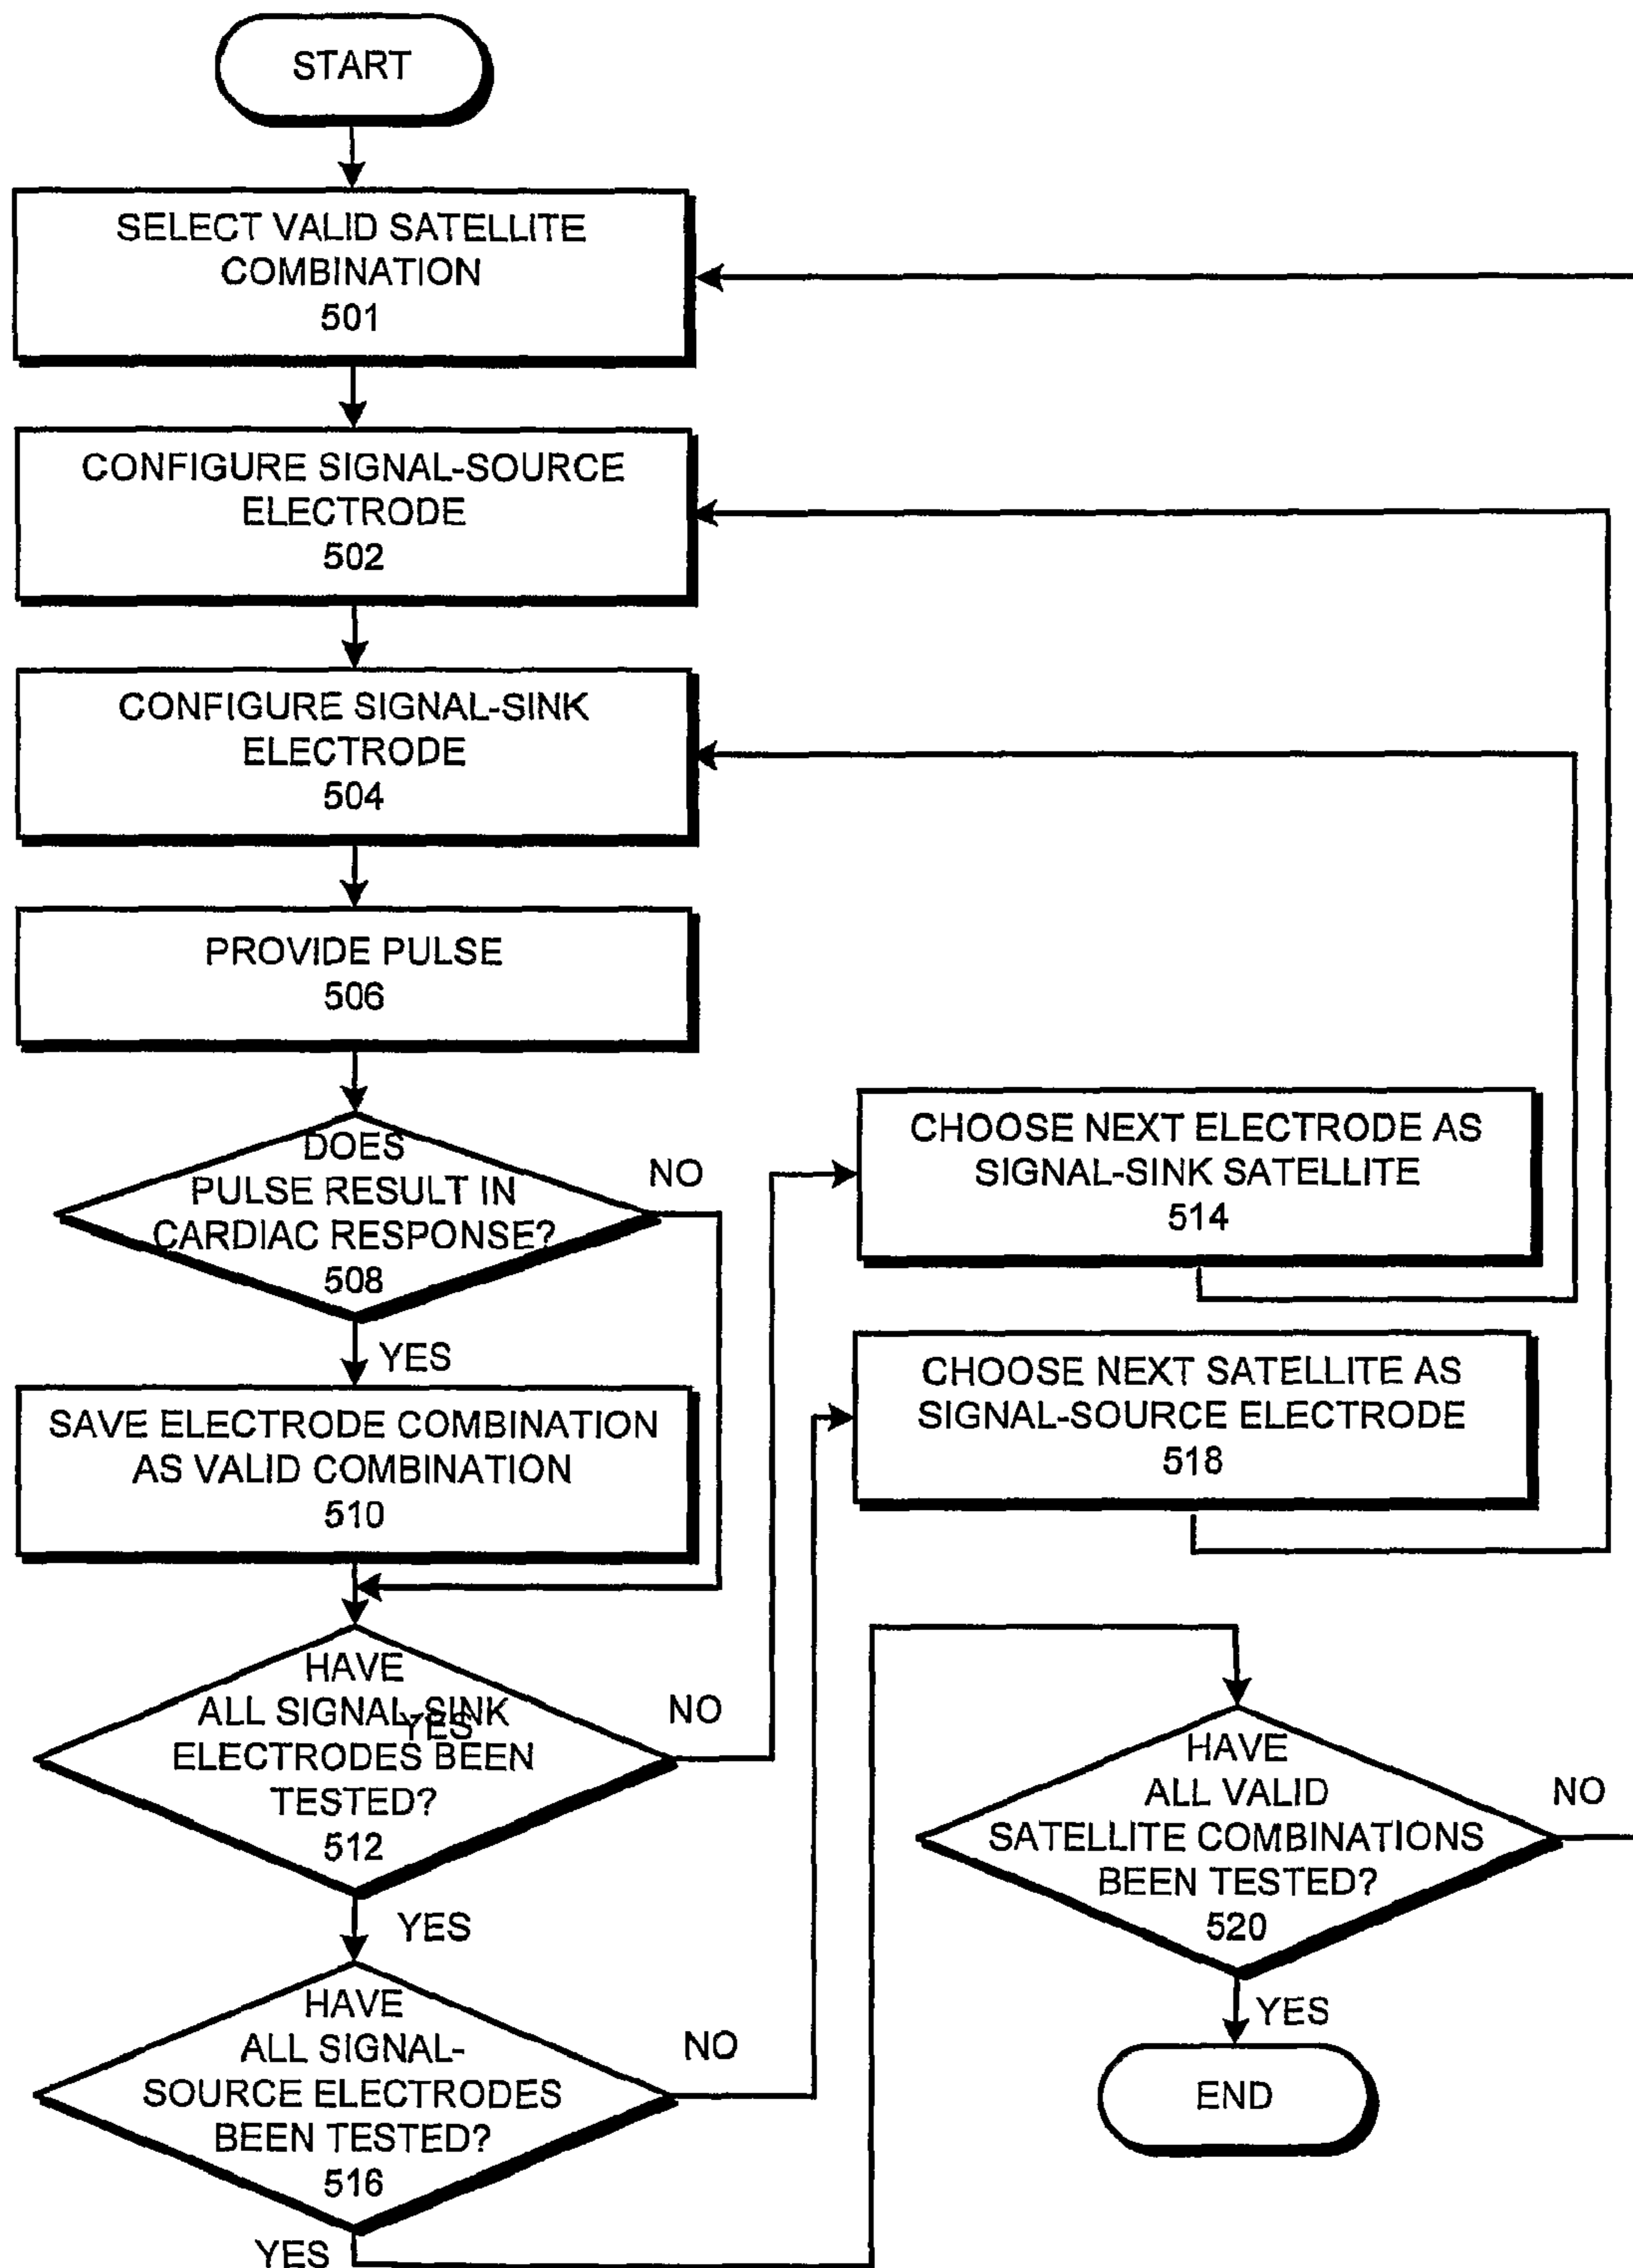 START
SELECT VALID SATELLITE
COMBINATION
501
CONFIGURE SIGNAL-SOURCE
ELECTRODE
502
CONFIGURE SIGNAL-SINK
ELECTRODE
504
PROVIDE PULSE
506
DOES
PULSE RESULT IN
CARDIAC RESPONSE?
508
NO
YES
SAVE ELECTRODE COMBINATION
AS VALID COMBINATION
510
HAVE
ALL SIGNAL-SINK
YES
ELECTRODES BEEN
TESTED?
512
NO
YES
HAVE
ALL SIGNAL-
SOURCE ELECTRODES
BEEN TESTED?
516
NO
YES
CHOOSE NEXT ELECTRODE AS
SIGNAL-SINK SATELLITE
514
CHOOSE NEXT SATELLITE AS
SIGNAL-SOURCE ELECTRODE
518
HAVE
ALL VALID
SATELLITE COMBINATIONS
BEEN TESTED?
520
NO
YES
END